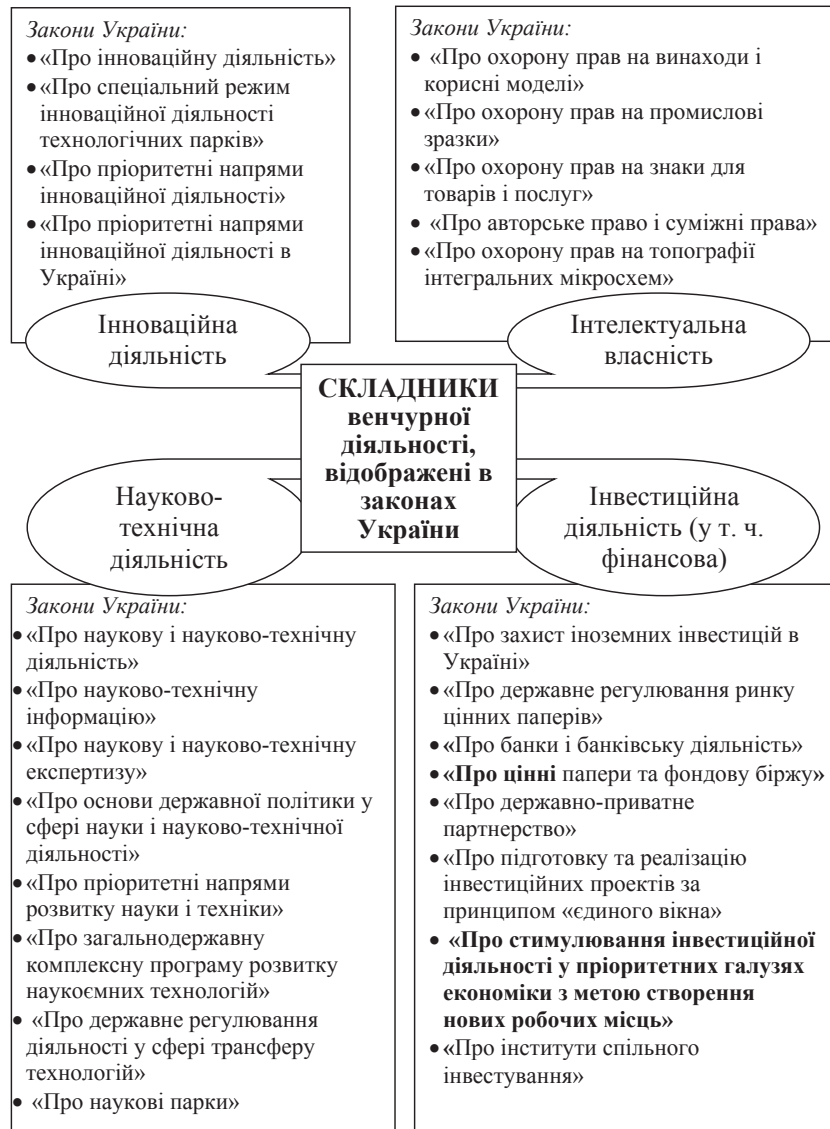 Закони України:
•«Про інноваційну діяльність»
•«Про спеціальний режим
інноваційної діяльності
технологічних парків»
•«Про пріоритетні напрями
інноваційної діяльності»
•«Про пріоритетні напрями
інноваційної діяльності в
Україні»
Інноваційна
діяльність
Закони України:
• «Про охорону прав на винаходи і
корисні моделі»
•«Про охорону прав на промислові
зразки»
•«Про охорону прав на знаки для
товарів і послуг»
• «Про авторське право і суміжні права»
•«Про охорону прав на топографії
інтегральних мікросхем»
Інтелектуальна
власність
СКЛАДНИКИ
венчурної
діяльності,
відображені в
законах
України
Науково-
технічна
діяльність
Інвестиційна
діяльність (у т. ч.
фінансова)
Закони України:
•«Про наукову і науково-технічну
діяльність»
•«Про науково-технічну
інформацію»
•«Про наукову і науково-технічну
експертизу»
•«Про основи державної політики у
сфері науки і науково-технічної
діяльності»
•«Про пріоритетні напрями
розвитку науки і техніки»
•«Про загальнодержавну
комплексну програму розвитку
наукоємних технологій»
• «Про державне регулювання
діяльності у сфері трансферу
технологій»
• «Про наукові парки»
Закони України:
•«Про захист іноземних інвестицій в
Україні»
•«Про державне регулювання ринку
цінних паперів»
•«Про банки і банківську діяльність»
•«Про цінні папери та фондову біржу»
•«Про державно-приватне
партнерство»
•«Про підготовку та реалізацію
інвестиційних проектів за
принципом «єдиного вікна»
• «Про стимулювання інвестиційної
діяльності у пріоритетних галузях
економіки з метою створення
нових робочих місць»
•«Про інститути спільного
інвестування»